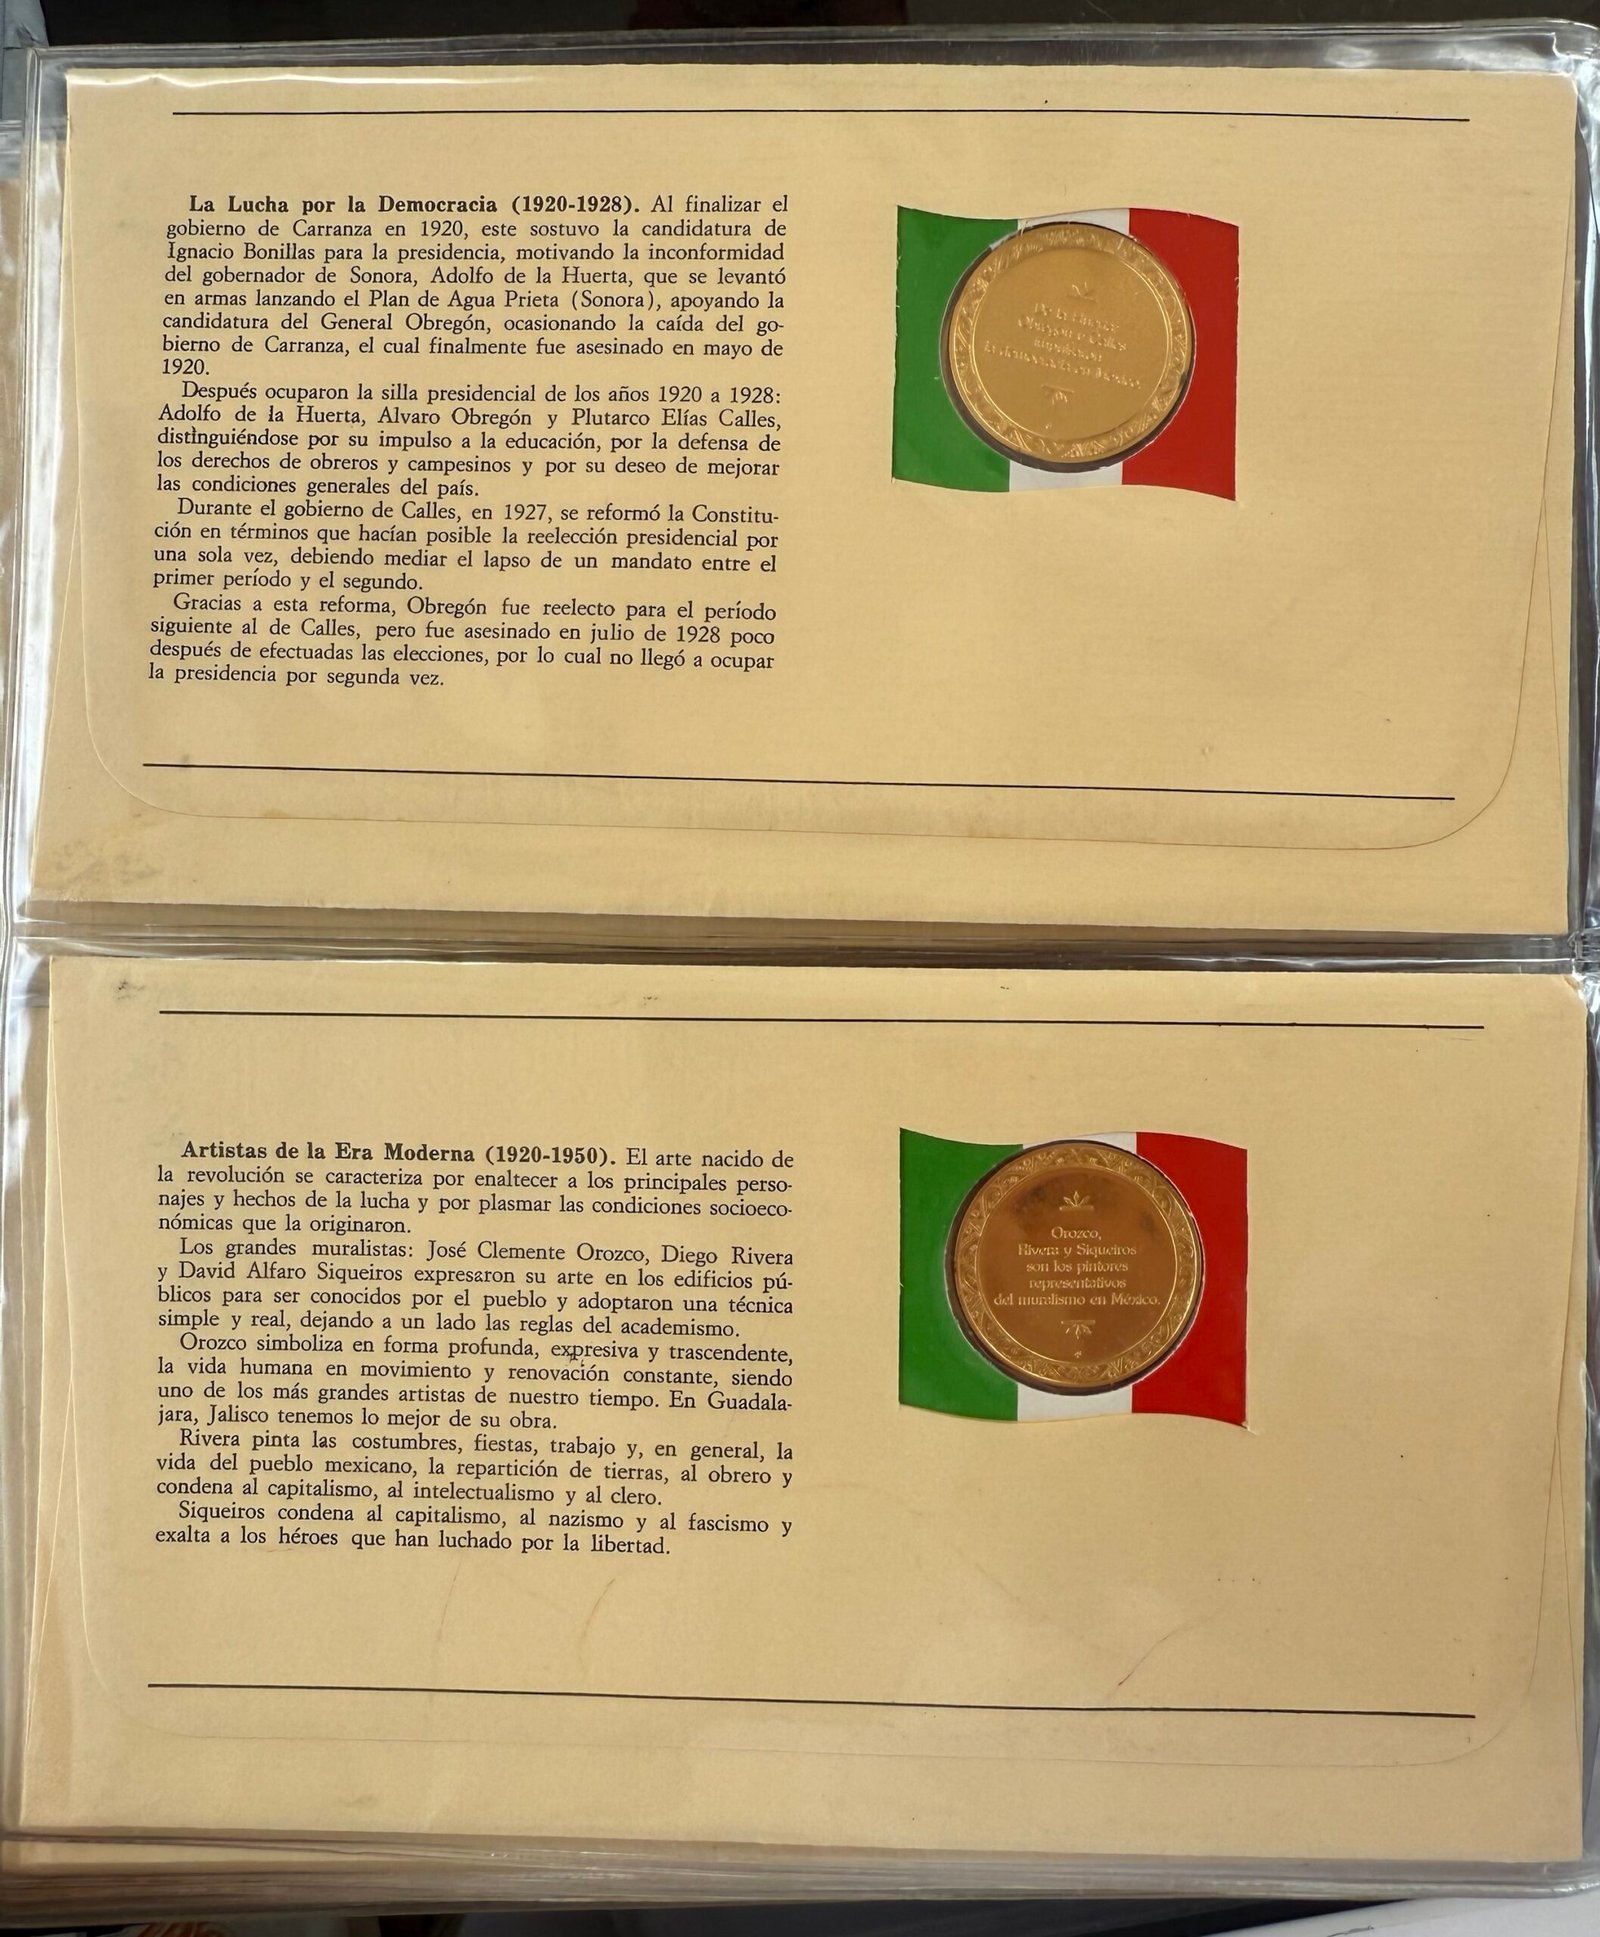 La Lucha por la Democracia (1920-1928). Al finalizar el
gobierno de Carranza en 1920, este sostuvo la candidatura de
Ignacio Bonillas para la presidencia, motivando la inconformidad
del gobernador de Sonora, Adolfo de la Huerta, que se levantó
en armas lanzando el Plan de Agua Prieta (Sonora), apoyando la
candidatura del General Obregón, ocasionando la caída del go-
bierno de Carranza, el cual finalmente fue asesinado en mayo de
1920.
Después ocuparon la silla presidencial de los años 1920 a 1928:
Adolfo de la Huerta, Alvaro Obregón y Plutarco Elías Calles,
distinguiéndose por su impulso a la educación, por la defensa de
los derechos de obreros y campesinos y por su deseo de mejorar
las condiciones generales del país.
Durante el gobierno de Calles, en 1927, se reformó la Constitu-
ción en términos que hacían posible la reelección presidencial por
una sola vez, debiendo mediar el lapso de un mandato entre el
primer período y el segundo.
Gracias a esta reforma, Obregón fue reelecto para el período
siguiente al de Calles, pero fue asesinado en julio de 1928 poco
después de efectuadas las elecciones, por lo cual no llegó a ocupar
la presidencia por segunda vez.
De la Huerta,
Obregón y Calles
la democracia en México.
Artistas de la Era Moderna (1920-1950). El arte nacido de
la revolución se caracteriza por enaltecer a los principales perso-
najes y hechos de la lucha y por plasmar las condiciones socioeco-
nómicas que la originaron.
Los grandes muralistas: José Clemente Orozco, Diego Rivera
y David Alfaro Siqueiros expresaron su arte en los edificios pú-
blicos para ser conocidos por el pueblo y adoptaron una técnica
simple y real, dejando a un lado las reglas del academismo.
Orozco simboliza en forma profunda, expresiva y trascendente,
la vida humana en movimiento y renovación constante, siendo
uno de los más grandes artistas de nuestro tiempo. En Guadala-
jara, Jalisco tenemos lo mejor de su obra.
Rivera pinta las costumbres, fiestas, trabajo y, en general, la
vida del pueblo mexicano, la repartición de tierras, al obrero y
condena al capitalismo, al intelectualismo y al clero.
Siqueiros condena al capitalismo, al nazismo y al fascismo y
exalta a los héroes que han luchado por la libertad.
Orozco,
Rivera y Siqueiros
son los pintores
representativos
del muralismo en México.